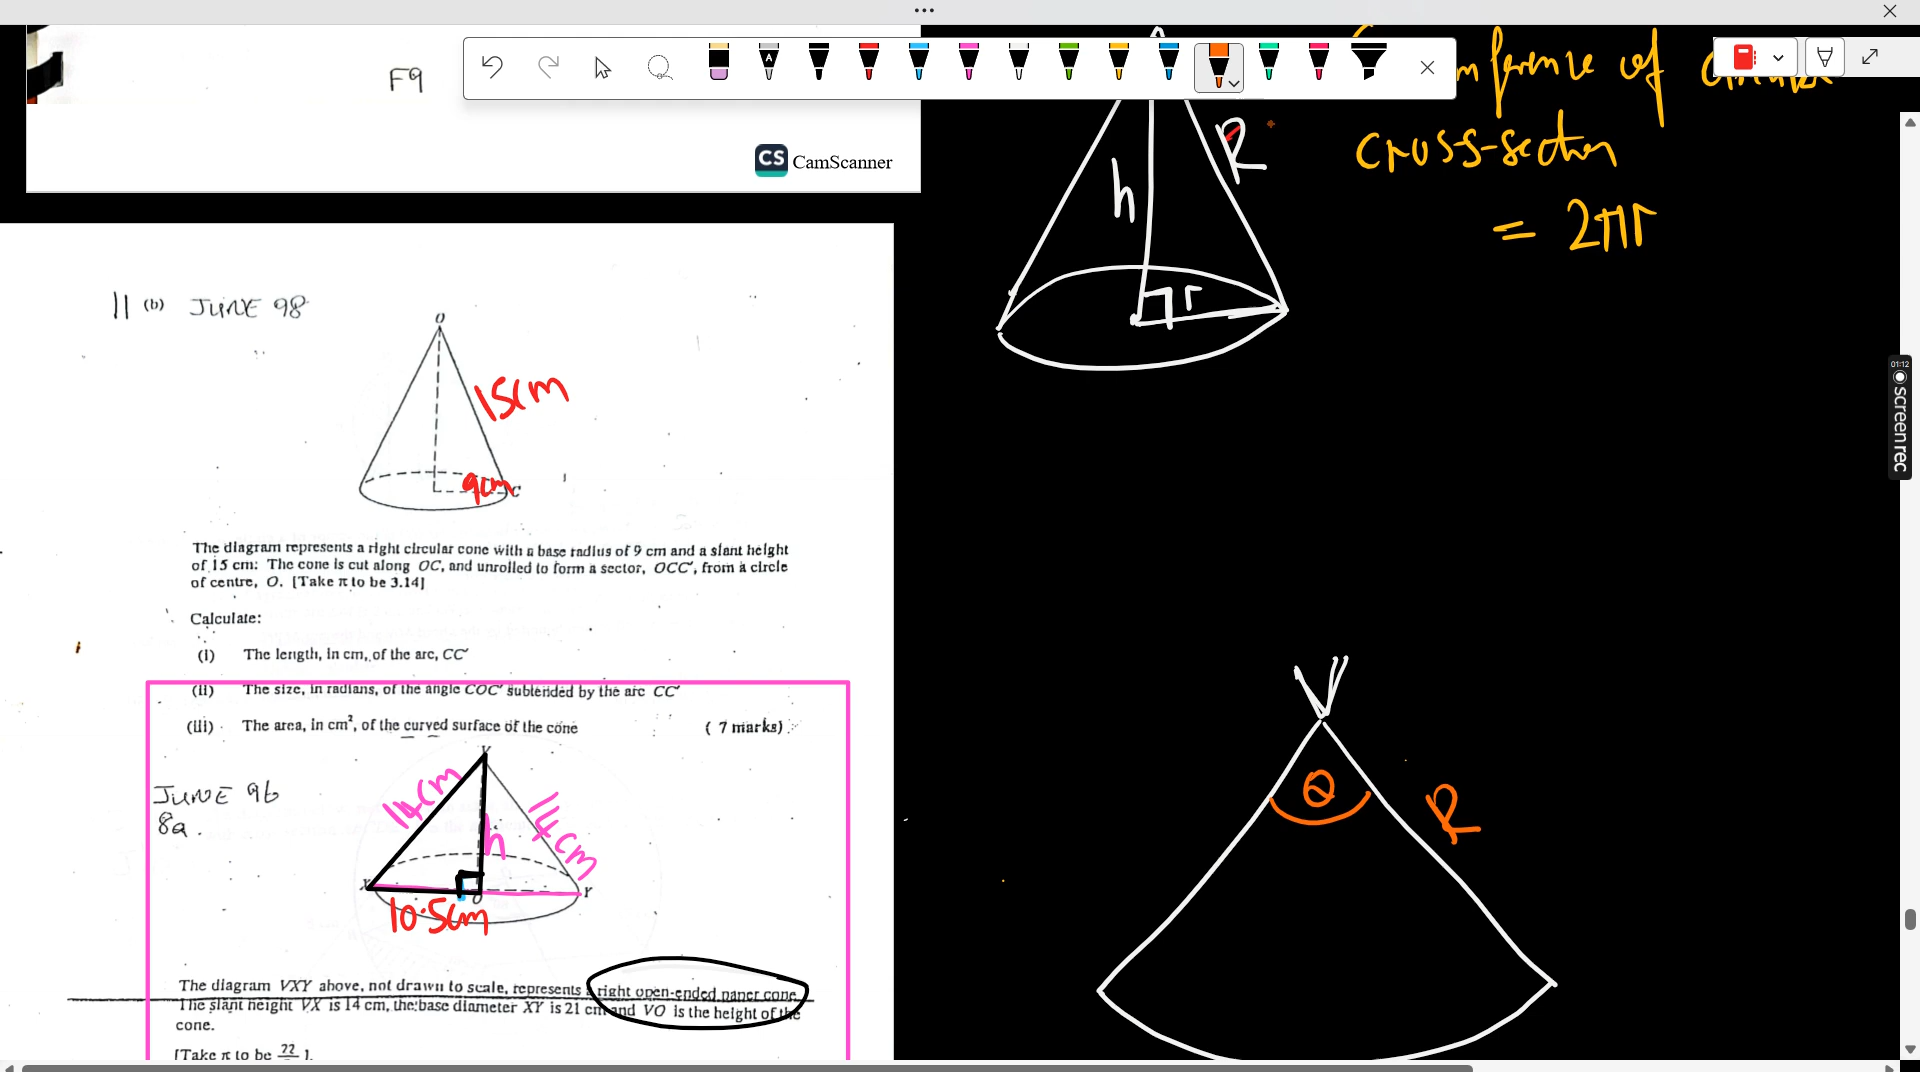 F9
CS CamScanner
11 (b) JUNE 98
O
15cm
9cm
C
The diagram represents a right circular cone with a base radius of 9 cm and a slant height
of 15 cm: The cone is cut along OC, and unrolled to form a sector, OCC', from a circle
of centre, O. [Take π to be 3.14]
Calculate:
(i) The length, in cm, of the arc, CC'
(ii) The size, in radians, of the angle COC' subtended by the arc CC'
(iii) The area, in cm², of the curved surface of the cone (7 marks)
JUNE 96
8a.
V
14cm
h
14cm
X
O
Y
10.5cm
The diagram VXY above, not drawn to scale, represents a right open-ended paper cone
The slant height VX is 14 cm, the base diameter XY is 21 cm and VO is the height of the
cone.
[Take π to be 22 ].
of
cross-section
= 2πr
R
h
r
V
θ
R
01:12
screenrec